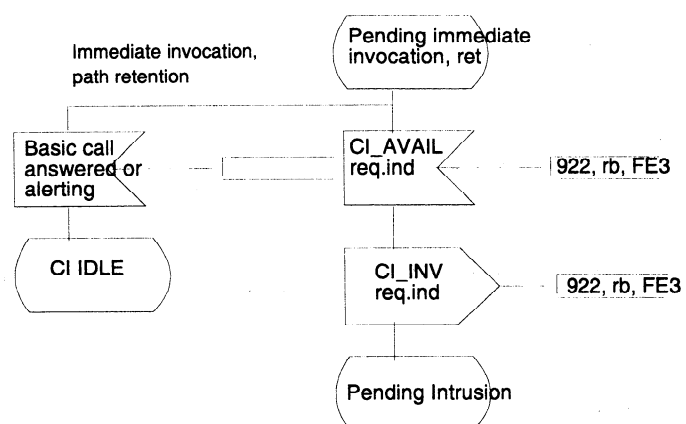 Immediate invocation,
path retention
Pending immediate
invocation, ret
Basic call
answered or
alerting
CI_AVAIL
req.ind
922, rb, FE3
CI IDLE
CI_INV
req.ind
922, rb, FE3
Pending Intrusion